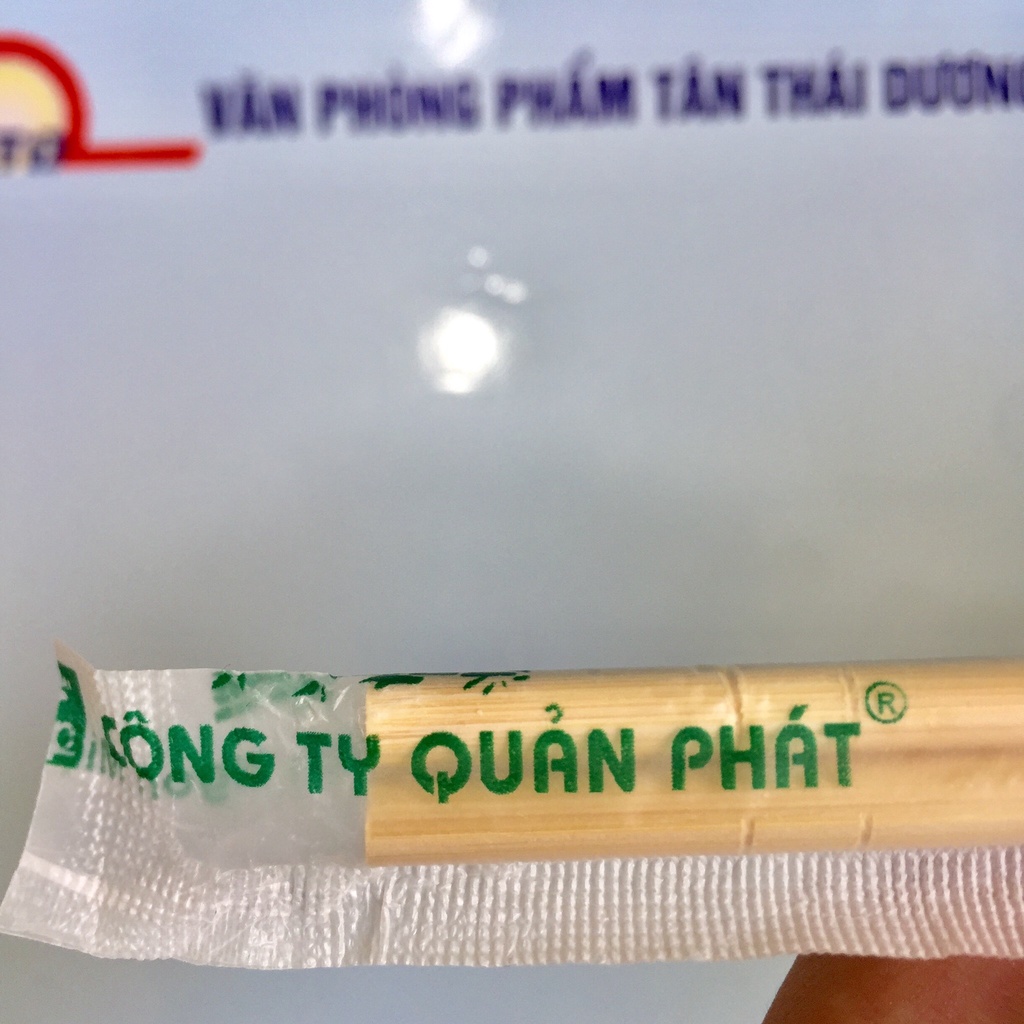 VĂN PHÒNG PHẨM TÂN THÁI DƯƠNG
CÔNG TY QUẢN PHÁT®